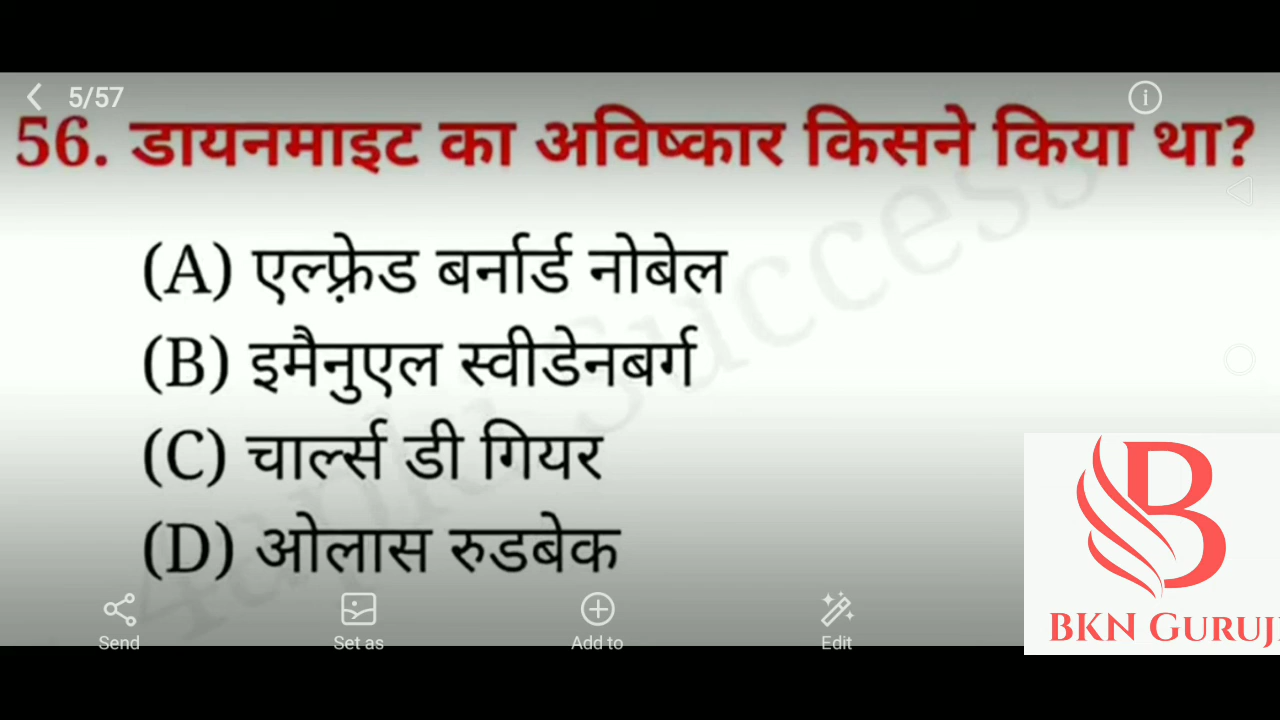 5/57
56. डायनमाइट का अविष्कार किसने किया था?
(A) एल्फ़्रेड बर्नार्ड नोबेल
(B) इमैनुएल स्वीडेनबर्ग
(C) चार्ल्स डी गियर
(D) ओलास रुडबेक
Success
Send Set as Add to Edit
B
BKN GURUJI